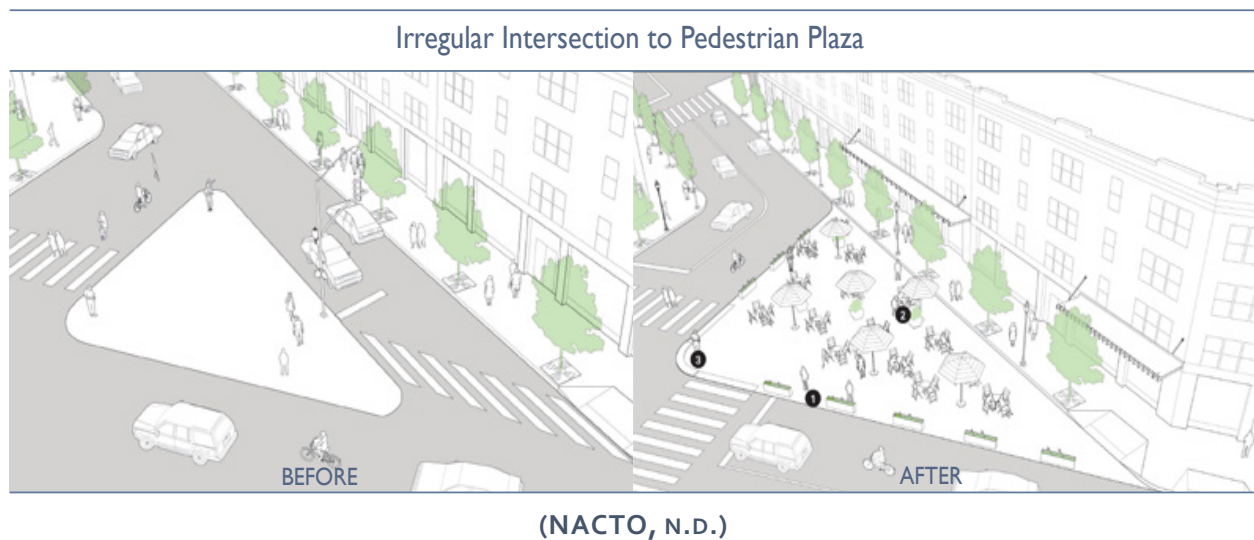 Irregular Intersection to Pedestrian Plaza
2
3
1
BEFORE
AFTER
(NACTO, N.D.)